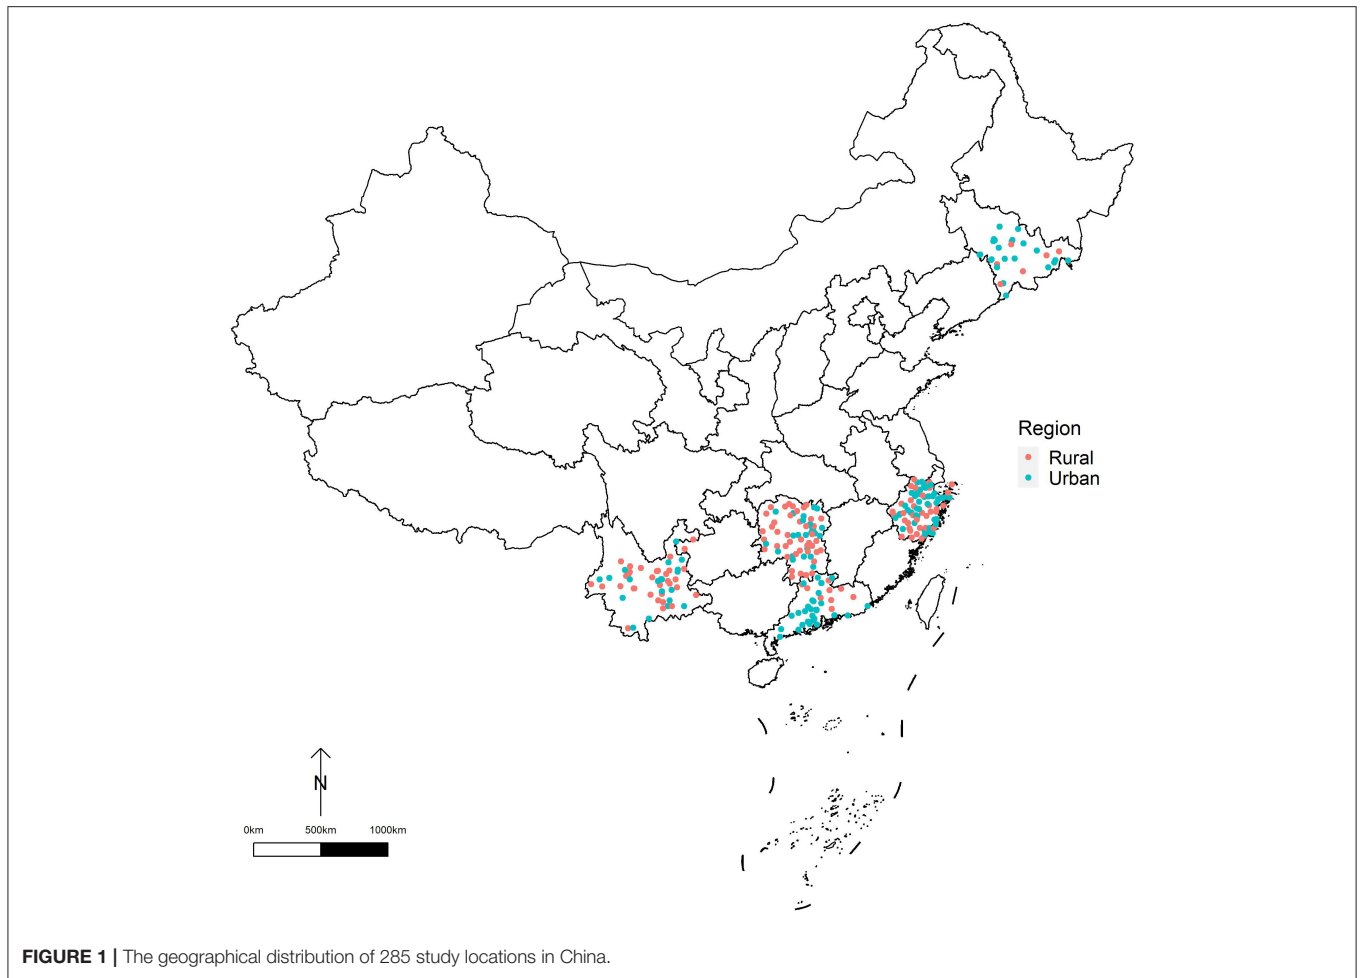 Region
Rural
Urban
N
0km 500km 1000km
FIGURE 1 | The geographical distribution of 285 study locations in China.